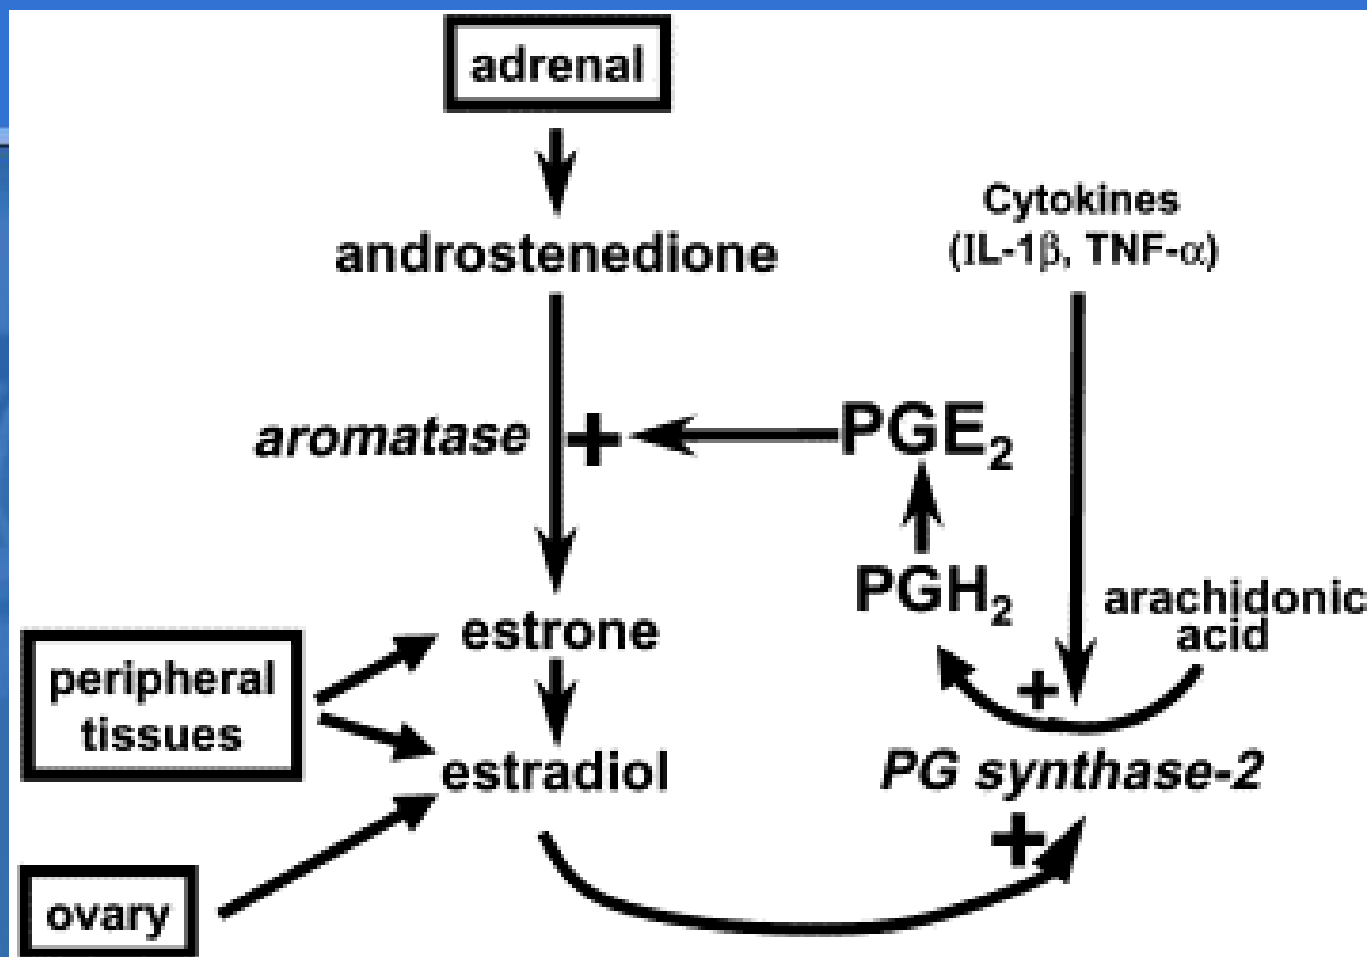 adrenal
androstenedione
Cytokines
(IL-1β, TNF-α)
aromatase
+
PGE₂
PGH₂
arachidonic
acid
estrone
peripheral
tissues
+
estradiol
PG synthase-2
+
ovary